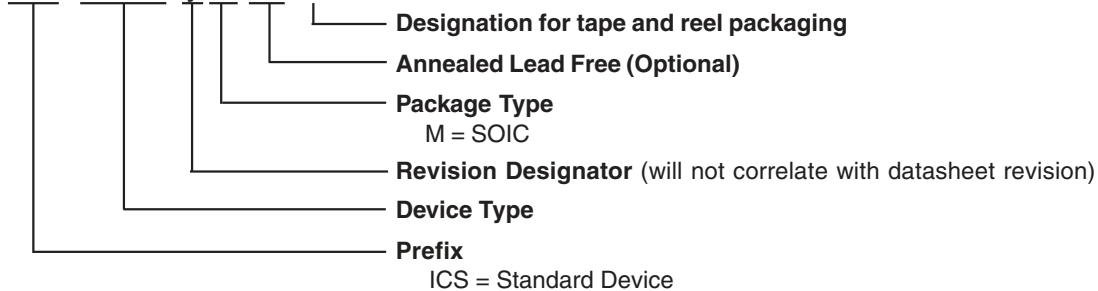 Designation for tape and reel packaging
Annealed Lead Free (Optional)
Package Type
M = SOIC
Revision Designator (will not correlate with datasheet revision)
Device Type
Prefix
ICS = Standard Device